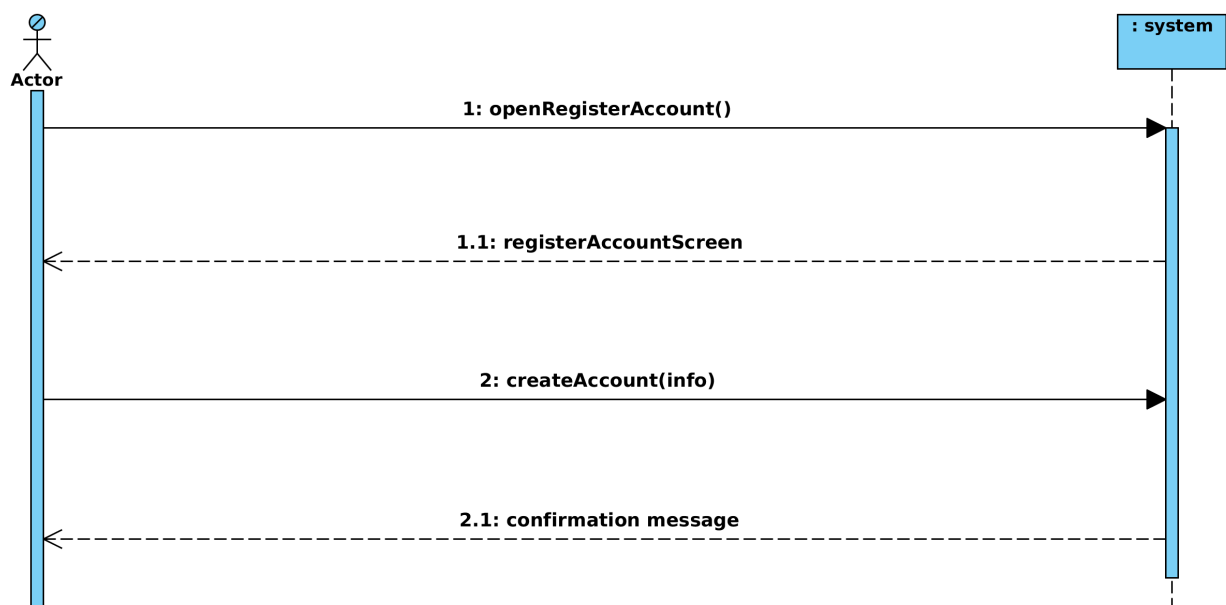 : system
Actor
1: openRegisterAccount()
1.1: registerAccountScreen
2: createAccount(info)
2.1: confirmation message